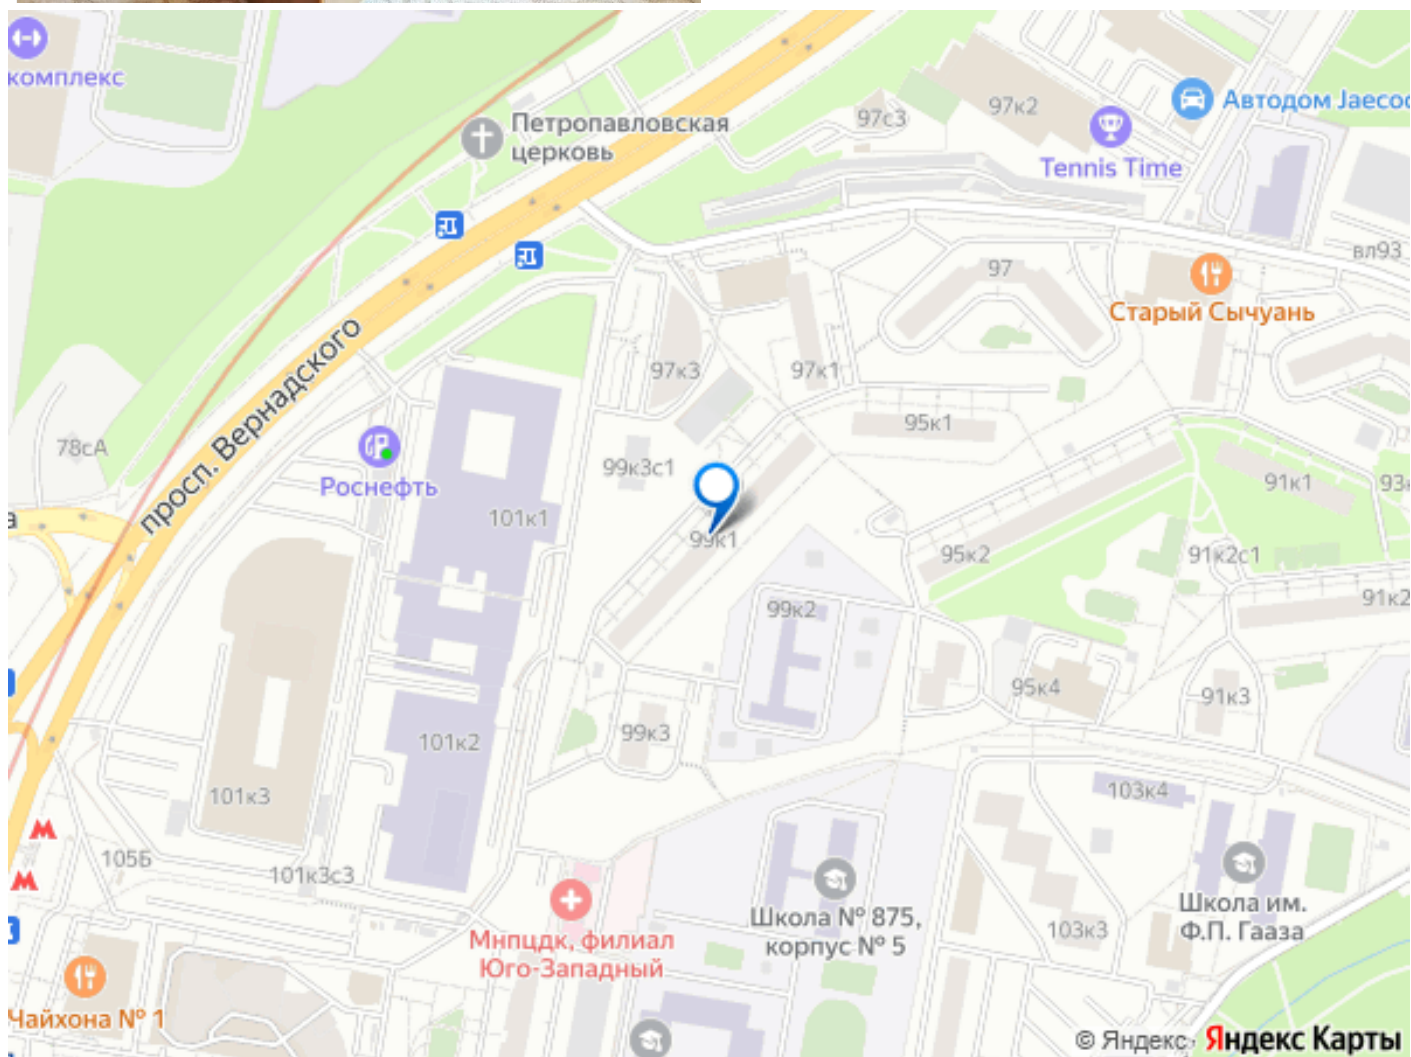 комплекс
Петропавловская
церковь
97с3
97к2
Автодом Jaecoo
Tennis Time
вл93
97
Старый Сычуань
97к3
97к1
просп. Вернадского
78сА
Роснефть
95к1
99к3с1
101к1
99к1
91к1
95к2
91к2с1
99к2
91к2
95к4
91к3
99к3
101к2
101к3
103к4
105Б
101к3с3
Школа им.
Ф.П. Гааза
Школа № 875,
корпус № 5
103к3
Мнпцдк, филиал
Юго-Западный
Чайхона № 1
© Яндекс Яндекс Карты